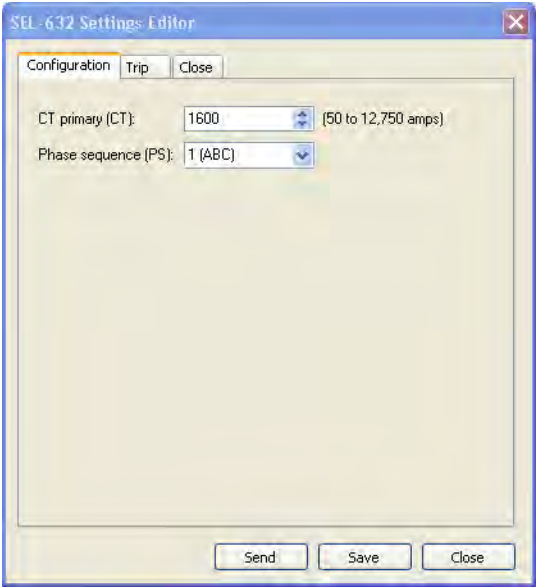 SEL-632 Settings Editor
Configuration Trip Close
CT primary (CT): 1600 (50 to 12,750 amps)
Phase sequence (PS): 1 (ABC)
Send Save Close